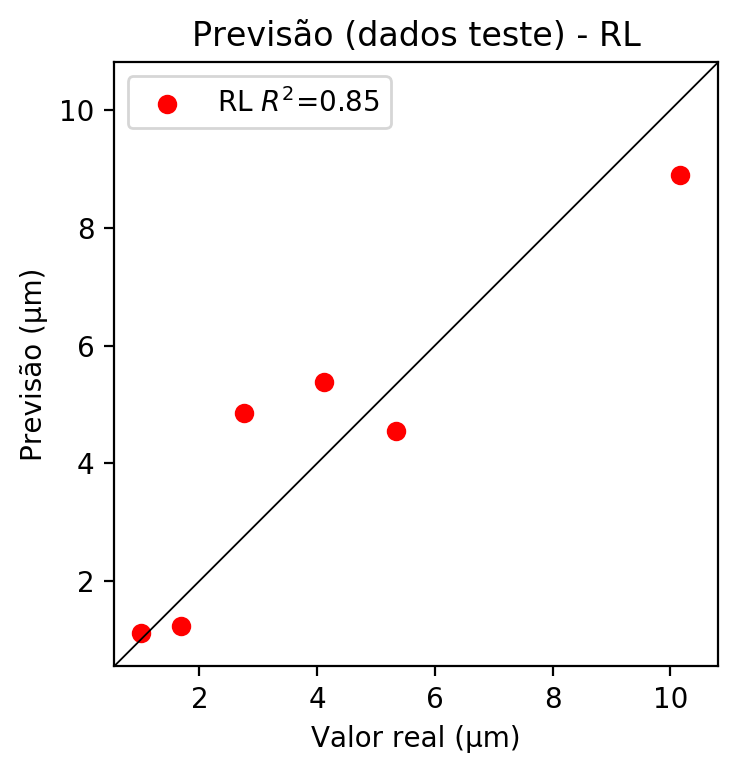 Previsão (dados teste) - RL
RL R²=0.85
10
8
6
4
2
Previsão (µm)
2 4 6 8 10
Valor real (µm)